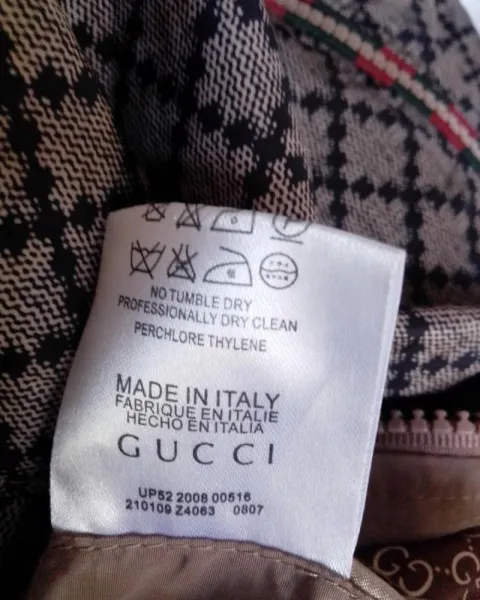 NO TUMBLE DRY
PROFESSIONALLY DRY CLEAN
PERCHLORE THYLENE
MADE IN ITALY
FABRIQUE EN ITALIE
HECHO EN ITALIA
GUCCI
UP52 2008 00516
210109 Z4063 0807